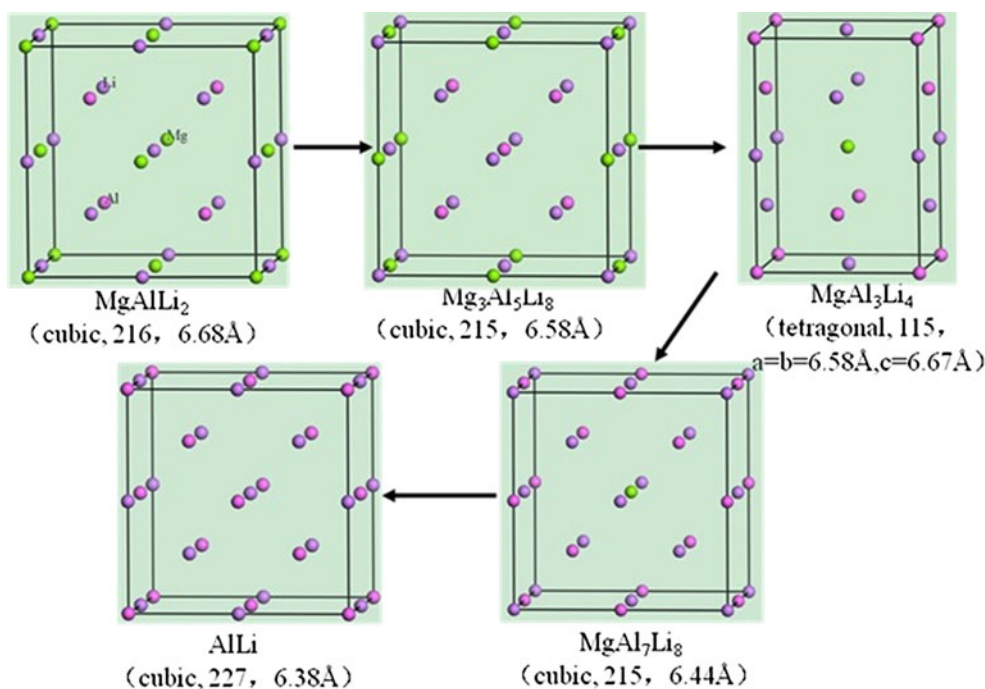 Li
Mg
Al
MgAlLi₂
(cubic, 216, 6.68Å)
Mg₃Al₅Li₈
(cubic, 215, 6.58Å)
MgAl₃Li₄
(tetragonal, 115,
a=b=6.58Å,c=6.67Å)
AlLi
(cubic, 227, 6.38Å)
MgAl₇Li₈
(cubic, 215, 6.44Å)